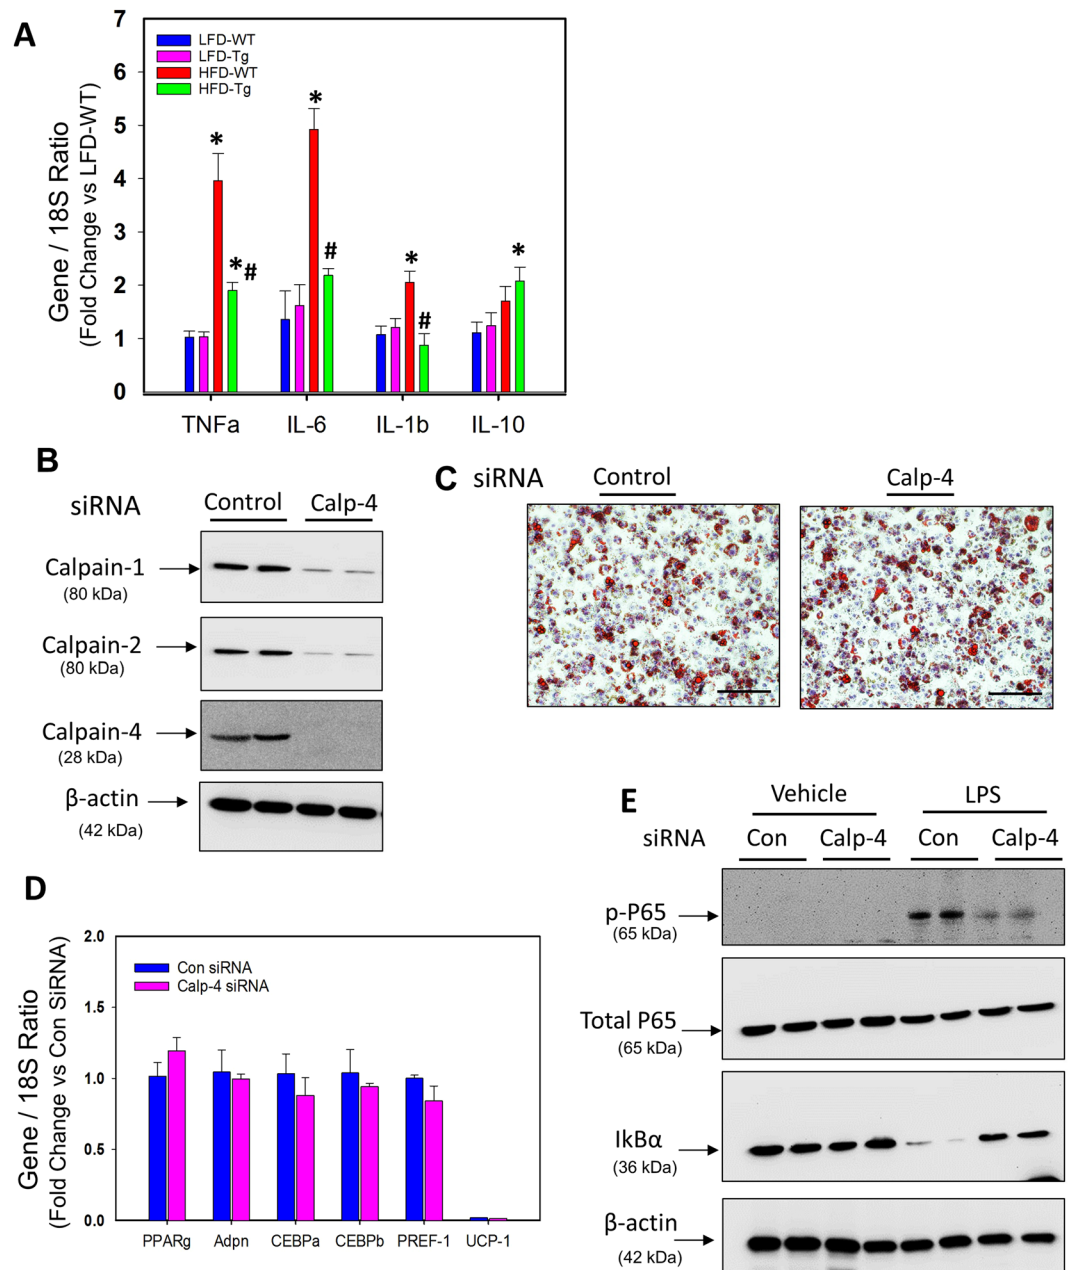 A
7
6
5
4
3
2
1
0
Gene / 18S Ratio
(Fold Change vs LFD-WT)
LFD-WT
LFD-Tg
HFD-WT
HFD-Tg
*
* #
*
#
*
#
*
TNFa IL-6 IL-1b IL-10
B
siRNA Control Calp-4
Calpain-1
(80 kDa)
Calpain-2
(80 kDa)
Calpain-4
(28 kDa)
β-actin
(42 kDa)
C siRNA Control Calp-4
D
2.0
1.5
1.0
0.5
0.0
Gene / 18S Ratio
(Fold Change vs Con SiRNA)
Con siRNA
Calp-4 siRNA
PPARg Adpn CEBPa CEBPb PREF-1 UCP-1
E
Vehicle LPS
siRNA Con Calp-4 Con Calp-4
p-P65
(65 kDa)
Total P65
(65 kDa)
IkBα
(36 kDa)
β-actin
(42 kDa)